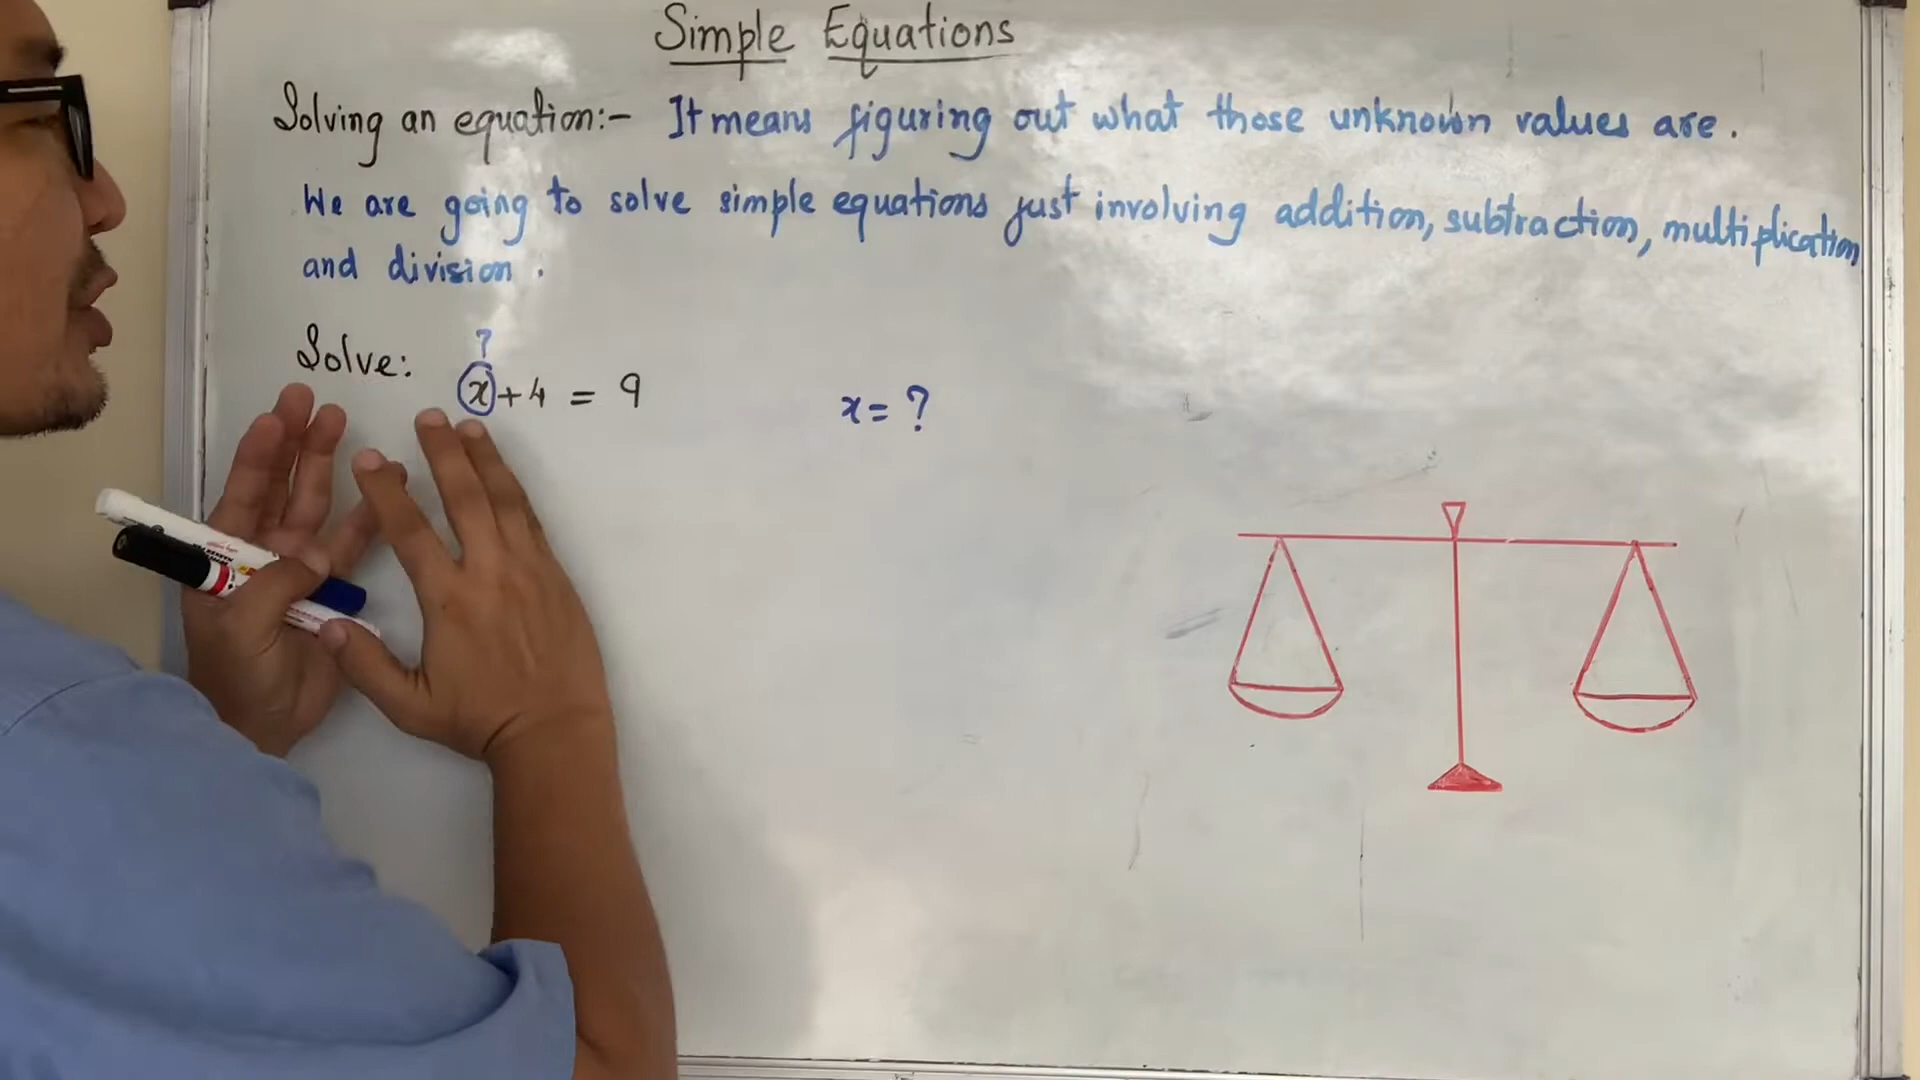 Simple Equations
Solving an equation:- It means figuring out what those unknown values are.
We are going to solve simple equations just involving addition, subtraction, multiplication
and division.
Solve:
?
x+4 = 9
x= ?